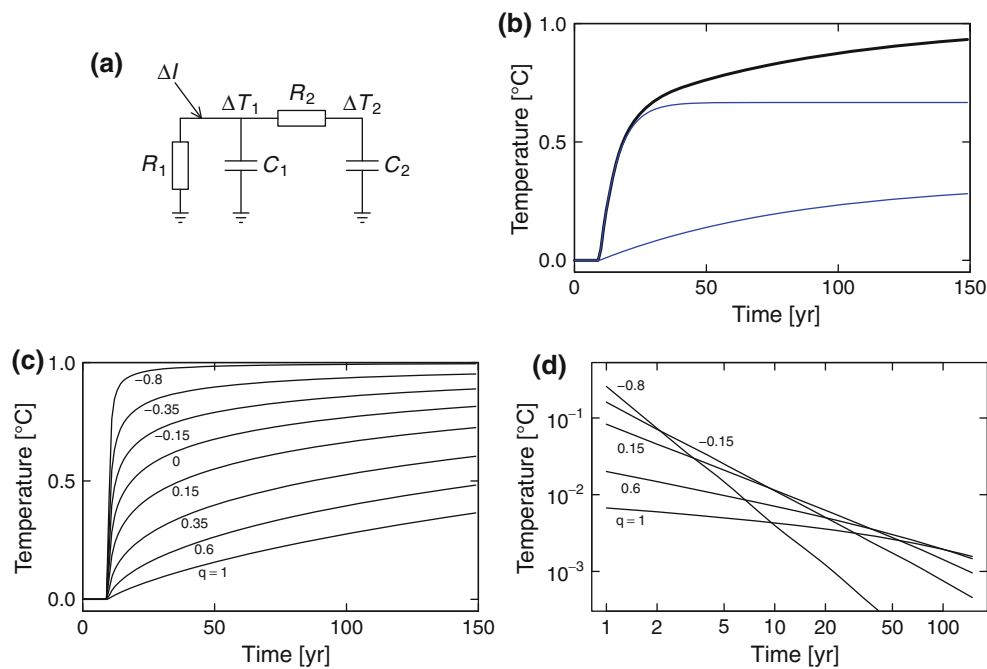 (a)
ΔI
ΔT1 R2 ΔT2
R1 C1 C2
(b)
Temperature [°C]
1.0
0.5
0.0
0 50 100 150
Time [yr]
(c)
Temperature [°C]
1.0
0.5
0.0
−0.8
−0.35
−0.15
0
0.15
0.35
0.6
q = 1
0 50 100 150
Time [yr]
(d)
Temperature [°C]
10−1
10−2
10−3
−0.8
−0.15
0.15
0.6
q = 1
1 2 5 10 20 50 100
Time [yr]